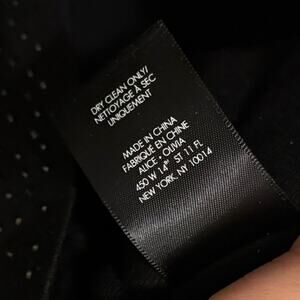 DRY CLEAN ONLY/
NETTOYAGE À SEC
UNIQUEMENT
MADE IN CHINA
FABRIQUE EN CHINE
ALICE + OLIVIA
450 W 14TH ST 11 FL
NEW YORK, NY 10014